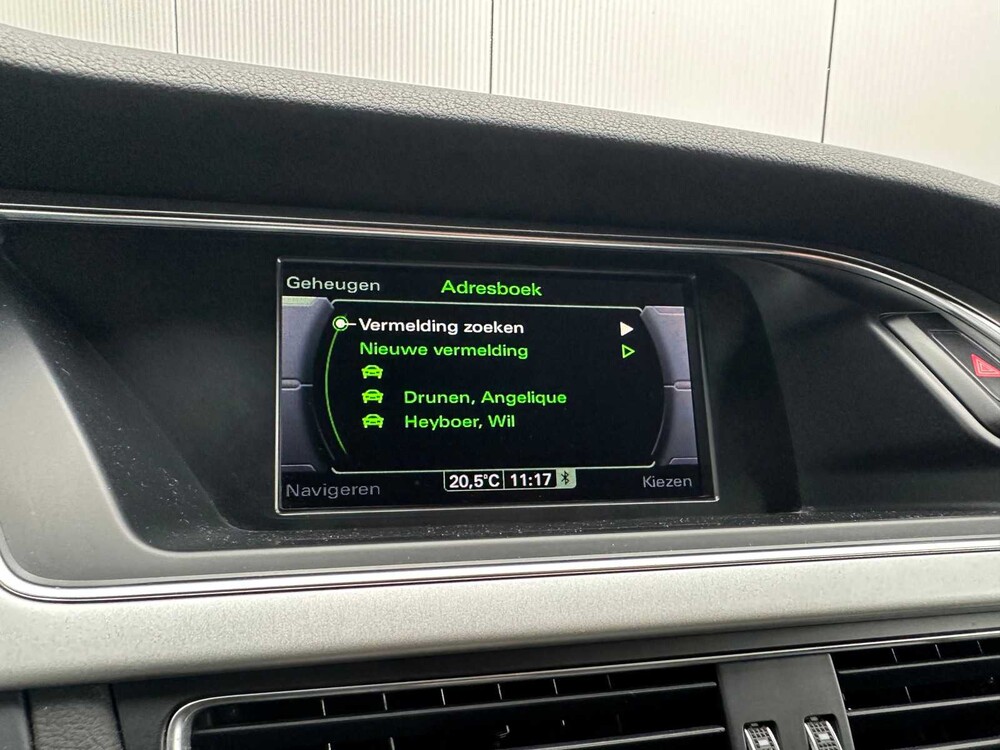 Geheugen
Adresboek
Vermelding zoeken
Nieuwe vermelding
Drunen, Angelique
Heyboer, Wil
Navigeren
20,5°C 11:17
Kiezen